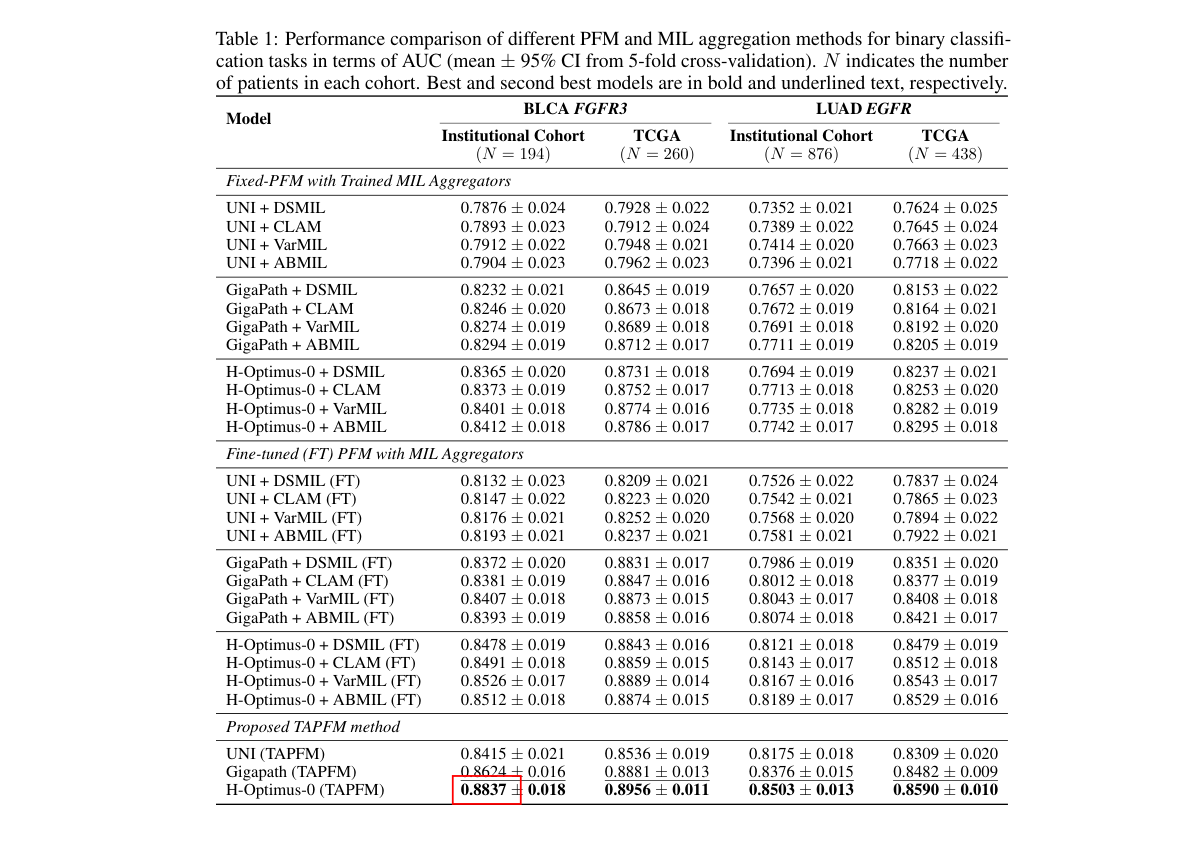 Table 1: Performance comparison of different PFM and MIL aggregation methods for binary classifi-
cation tasks in terms of AUC (mean ± 95% CI from 5-fold cross-validation). N indicates the number
of patients in each cohort. Best and second best models are in bold and underlined text, respectively.
Model BLCA FGFR3 LUAD EGFR
Institutional Cohort TCGA Institutional Cohort TCGA
(N = 194) (N = 260) (N = 876) (N = 438)
Fixed-PFM with Trained MIL Aggregators
UNI + DSMIL 0.7876 ± 0.024 0.7928 ± 0.022 0.7352 ± 0.021 0.7624 ± 0.025
UNI + CLAM 0.7893 ± 0.023 0.7912 ± 0.024 0.7389 ± 0.022 0.7645 ± 0.024
UNI + VarMIL 0.7912 ± 0.022 0.7948 ± 0.021 0.7414 ± 0.020 0.7663 ± 0.023
UNI + ABMIL 0.7904 ± 0.023 0.7962 ± 0.023 0.7396 ± 0.021 0.7718 ± 0.022
GigaPath + DSMIL 0.8232 ± 0.021 0.8645 ± 0.019 0.7657 ± 0.020 0.8153 ± 0.022
GigaPath + CLAM 0.8246 ± 0.020 0.8673 ± 0.018 0.7672 ± 0.019 0.8164 ± 0.021
GigaPath + VarMIL 0.8274 ± 0.019 0.8689 ± 0.018 0.7691 ± 0.018 0.8192 ± 0.020
GigaPath + ABMIL 0.8294 ± 0.019 0.8712 ± 0.017 0.7711 ± 0.019 0.8205 ± 0.019
H-Optimus-0 + DSMIL 0.8365 ± 0.020 0.8731 ± 0.018 0.7694 ± 0.019 0.8237 ± 0.021
H-Optimus-0 + CLAM 0.8373 ± 0.019 0.8752 ± 0.017 0.7713 ± 0.018 0.8253 ± 0.020
H-Optimus-0 + VarMIL 0.8401 ± 0.018 0.8774 ± 0.016 0.7735 ± 0.018 0.8282 ± 0.019
H-Optimus-0 + ABMIL 0.8412 ± 0.018 0.8786 ± 0.017 0.7742 ± 0.017 0.8295 ± 0.018
Fine-tuned (FT) PFM with MIL Aggregators
UNI + DSMIL (FT) 0.8132 ± 0.023 0.8209 ± 0.021 0.7526 ± 0.022 0.7837 ± 0.024
UNI + CLAM (FT) 0.8147 ± 0.022 0.8223 ± 0.020 0.7542 ± 0.021 0.7865 ± 0.023
UNI + VarMIL (FT) 0.8176 ± 0.021 0.8252 ± 0.020 0.7568 ± 0.020 0.7894 ± 0.022
UNI + ABMIL (FT) 0.8193 ± 0.021 0.8237 ± 0.021 0.7581 ± 0.021 0.7922 ± 0.021
GigaPath + DSMIL (FT) 0.8372 ± 0.020 0.8831 ± 0.017 0.7986 ± 0.019 0.8351 ± 0.020
GigaPath + CLAM (FT) 0.8381 ± 0.019 0.8847 ± 0.016 0.8012 ± 0.018 0.8377 ± 0.019
GigaPath + VarMIL (FT) 0.8407 ± 0.018 0.8873 ± 0.015 0.8043 ± 0.017 0.8408 ± 0.018
GigaPath + ABMIL (FT) 0.8393 ± 0.019 0.8858 ± 0.016 0.8074 ± 0.018 0.8421 ± 0.017
H-Optimus-0 + DSMIL (FT) 0.8478 ± 0.019 0.8843 ± 0.016 0.8121 ± 0.018 0.8479 ± 0.019
H-Optimus-0 + CLAM (FT) 0.8491 ± 0.018 0.8859 ± 0.015 0.8143 ± 0.017 0.8512 ± 0.018
H-Optimus-0 + VarMIL (FT) 0.8526 ± 0.017 0.8889 ± 0.014 0.8167 ± 0.016 0.8543 ± 0.017
H-Optimus-0 + ABMIL (FT) 0.8512 ± 0.018 0.8874 ± 0.015 0.8189 ± 0.017 0.8529 ± 0.016
Proposed TAPFM method
UNI (TAPFM) 0.8415 ± 0.021 0.8536 ± 0.019 0.8175 ± 0.018 0.8309 ± 0.020
Gigapath (TAPFM) 0.8624 ± 0.016 0.8881 ± 0.013 0.8376 ± 0.015 0.8482 ± 0.009
H-Optimus-0 (TAPFM) 0.8837 ± 0.018 0.8956 ± 0.011 0.8503 ± 0.013 0.8590 ± 0.010